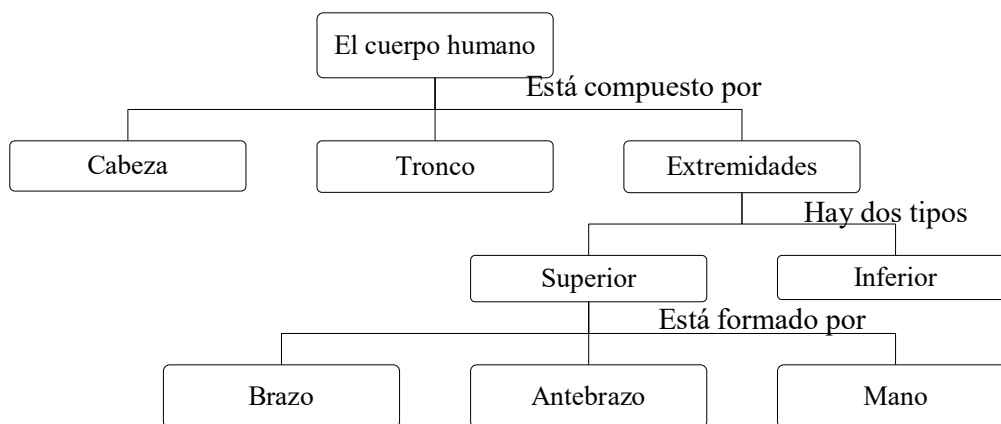 El cuerpo humano
Está compuesto por
Cabeza
Tronco
Extremidades
Hay dos tipos
Superior
Inferior
Está formado por
Brazo
Antebrazo
Mano